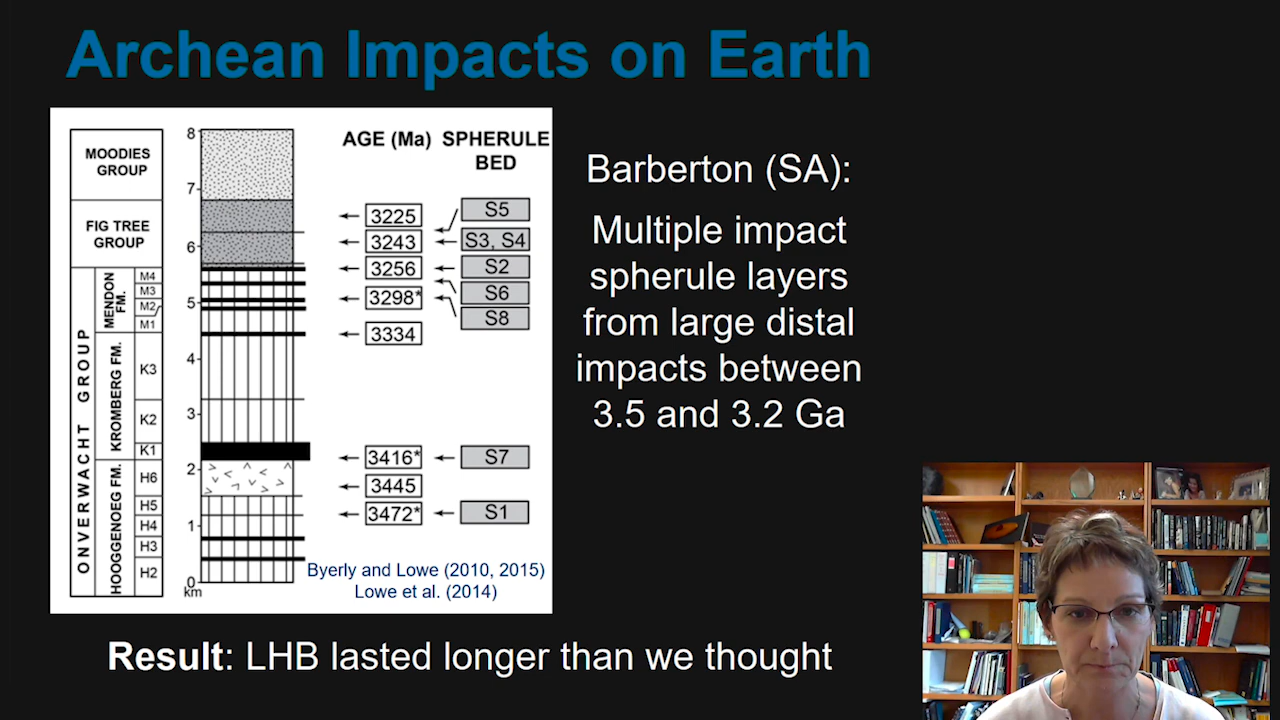 Archean Impacts on Earth
AGE (Ma) SPHERULE
BED
MOODIES
GROUP
FIG TREE
GROUP
ONVERWACHT GROUP
MENDON
FM.
M4
M3
M2
M1
KROMBERG FM.
K3
K2
K1
HOOGGENOEG FM.
H6
H5
H4
H3
H2
8
7
6
5
4
3
2
1
0
km
3225
S5
3243
S3, S4
3256
S2
3298*
S6
S8
3334
3416*
S7
3445
3472*
S1
Byerly and Lowe (2010, 2015)
Lowe et al. (2014)
Barberton (SA):
Multiple impact
spherule layers
from large distal
impacts between
3.5 and 3.2 Ga
Result: LHB lasted longer than we thought